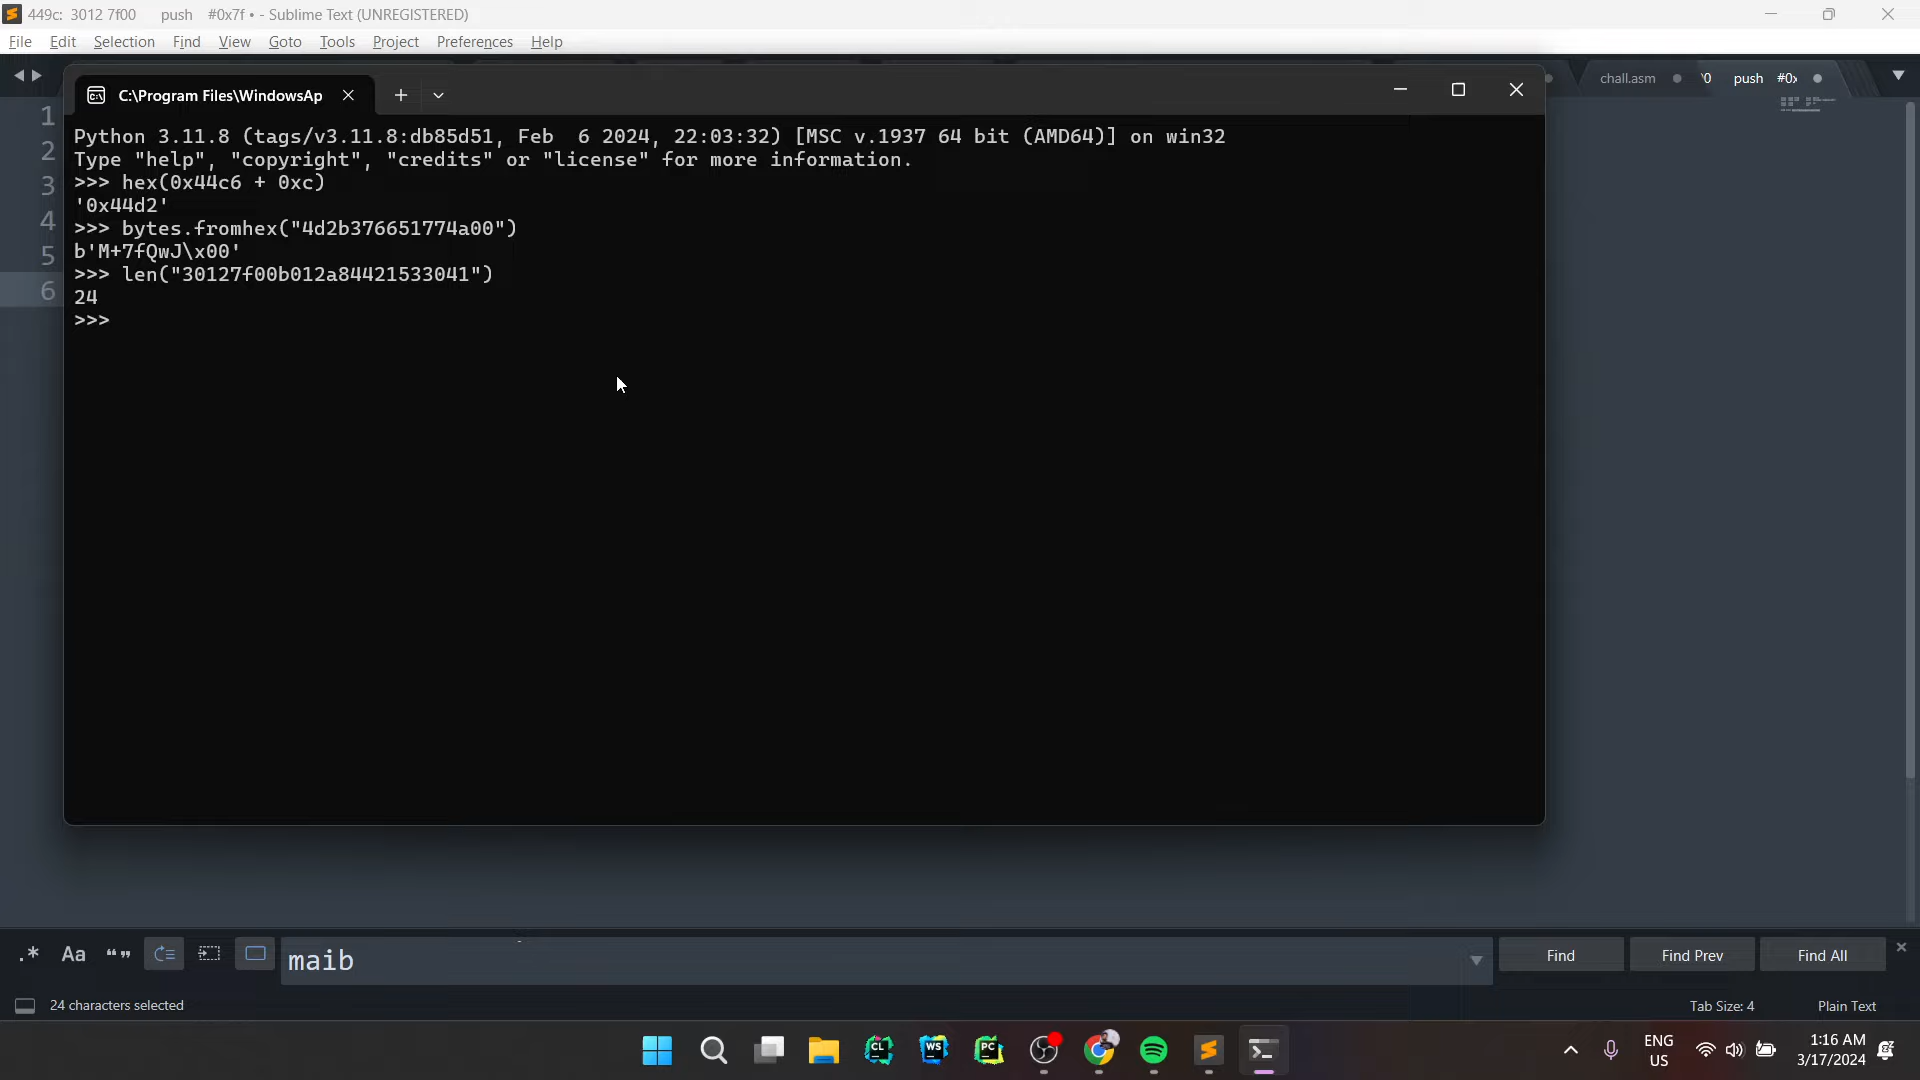 449c: 3012 7f00 push #0x7f • - Sublime Text (UNREGISTERED)
File Edit Selection Find View Goto Tools Project Preferences Help
chall.asm push #0x
C:\Program Files\WindowsAp
1
2
3
4
5
6
Python 3.11.8 (tags/v3.11.8:db85d51, Feb  6 2024, 22:03:32) [MSC v.1937 64 bit (AMD64)] on win32
Type "help", "copyright", "credits" or "license" for more information.
>>> hex(0x44c6 + 0xc)
'0x44d2'
>>> bytes.fromhex("4d2b376651774a00")
b'M+7fQwJ\x00'
>>> len("30127f00b012a84421533041")
24
>>>
.* Aa “”
maib
Find Find Prev Find All
24 characters selected Tab Size: 4 Plain Text
CL WS PC
ENG
US
1:16 AM
3/17/2024